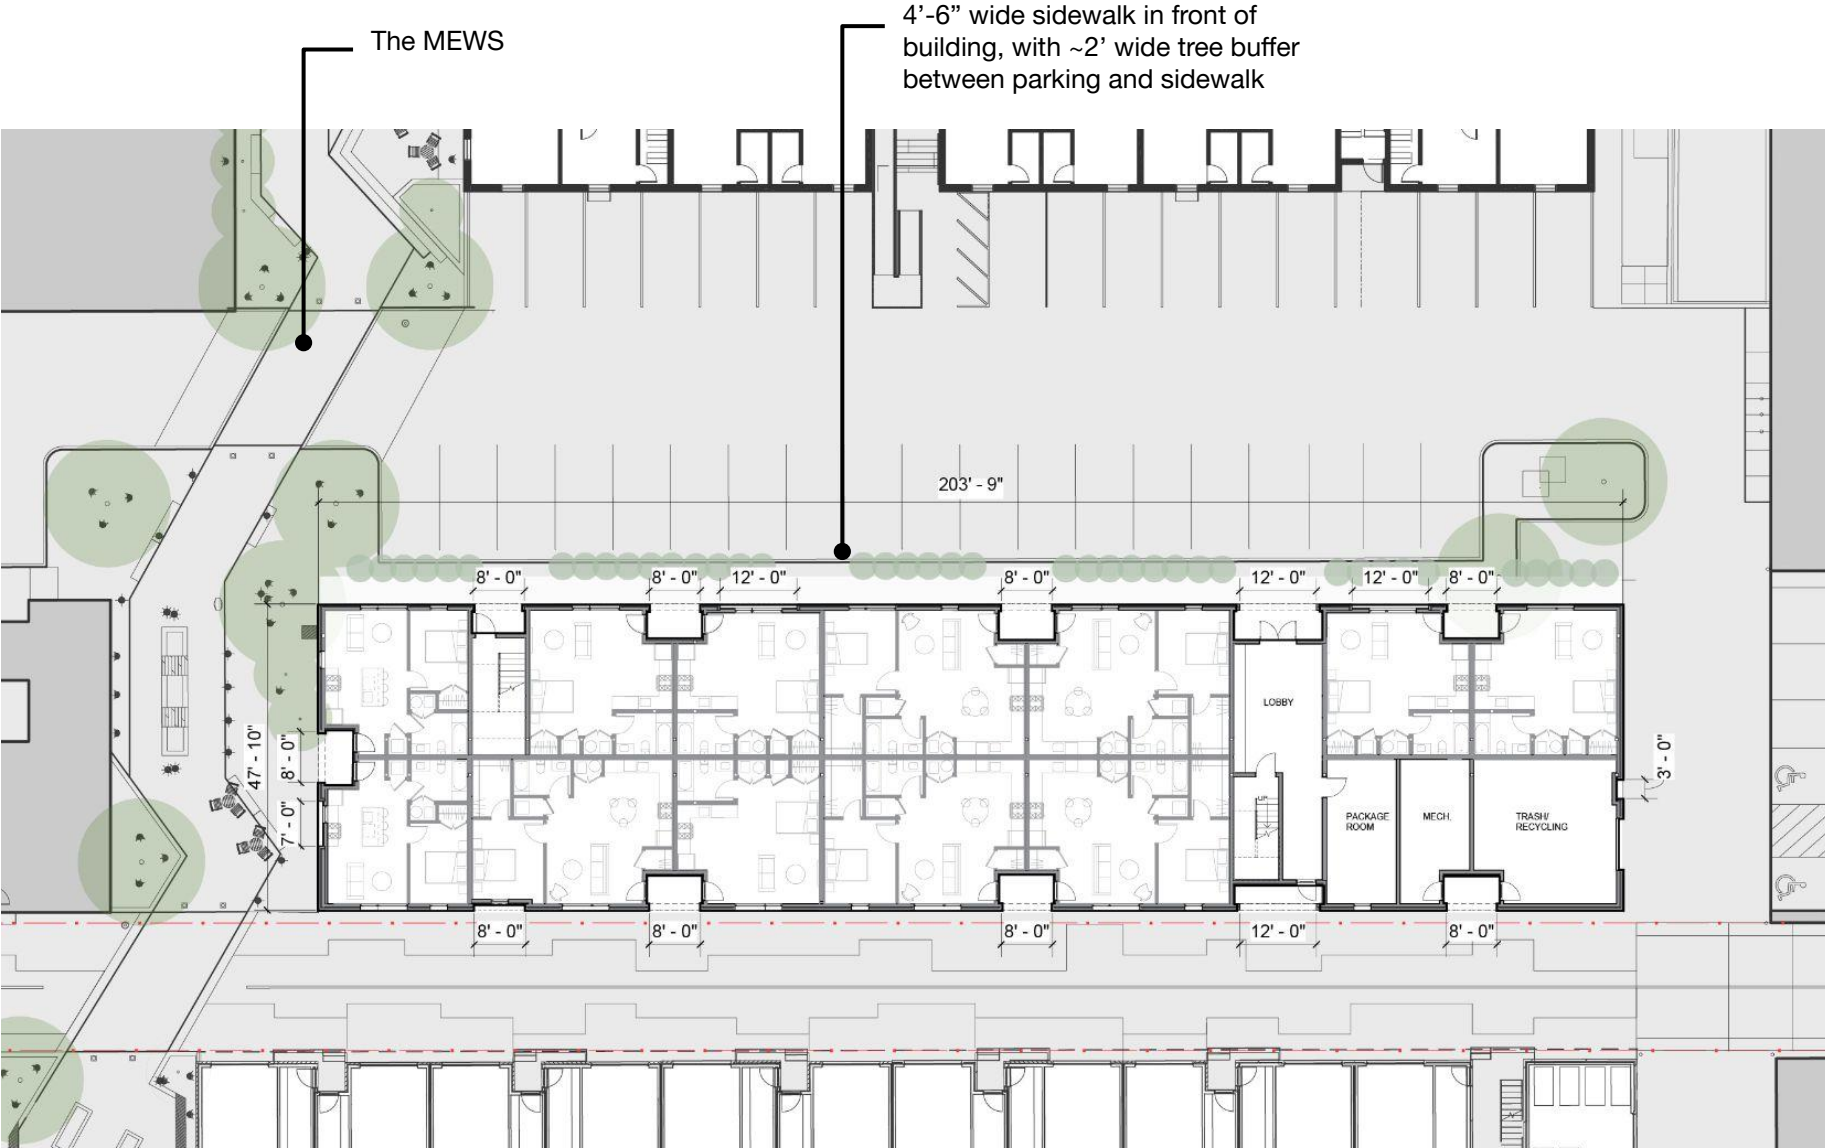 The MEWS
4’-6” wide sidewalk in front of
building, with ~2’ wide tree buffer
between parking and sidewalk
203' - 9"
8' - 0"
8' - 0"
12' - 0"
8' - 0"
12' - 0"
12' - 0"
8' - 0"
47' - 10"
8' - 0"
7' - 0"
LOBBY
UP
PACKAGE
ROOM
MECH.
TRASH/
RECYCLING
3' - 0"
8' - 0"
8' - 0"
8' - 0"
12' - 0"
8' - 0"